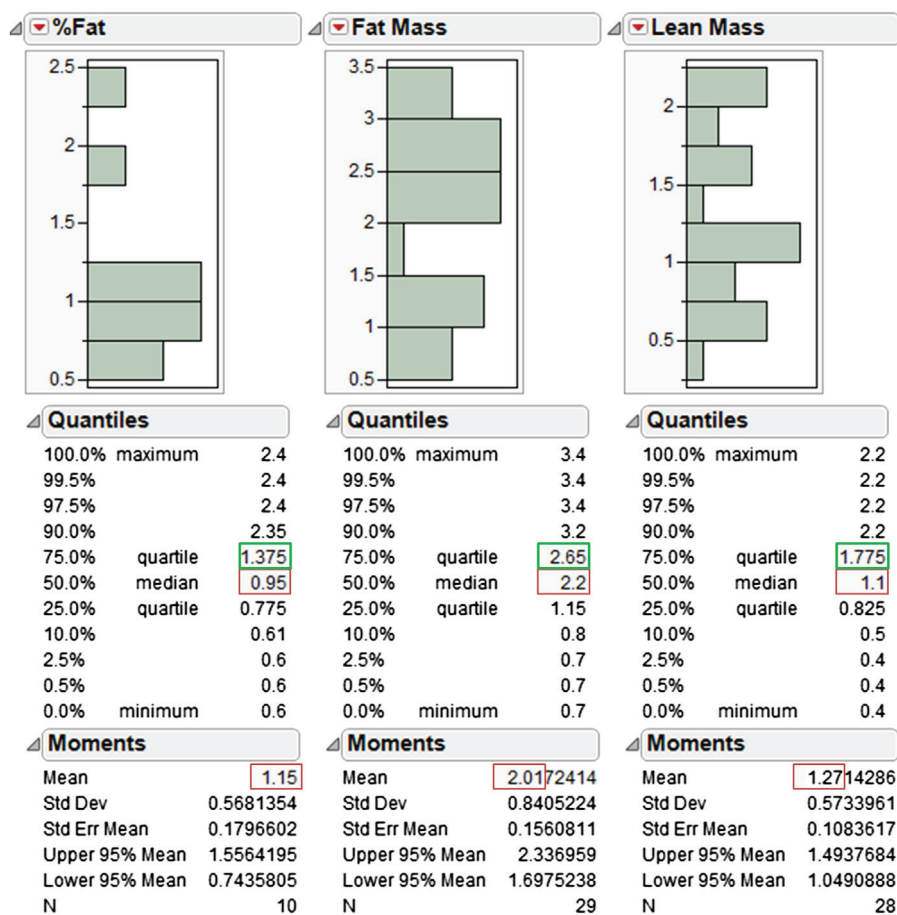 %Fat
2.5
2
1.5
1
0.5
Quantiles
100.0% maximum 2.4
99.5% 2.4
97.5% 2.4
90.0% 2.35
75.0% quartile 1.375
50.0% median 0.95
25.0% quartile 0.775
10.0% 0.61
2.5% 0.6
0.5% 0.6
0.0% minimum 0.6
Moments
Mean 1.15
Std Dev 0.5681354
Std Err Mean 0.1796602
Upper 95% Mean 1.5564195
Lower 95% Mean 0.7435805
N 10
Fat Mass
3.5
3
2.5
2
1.5
1
0.5
Quantiles
100.0% maximum 3.4
99.5% 3.4
97.5% 3.4
90.0% 3.2
75.0% quartile 2.65
50.0% median 2.2
25.0% quartile 1.15
10.0% 0.8
2.5% 0.7
0.5% 0.7
0.0% minimum 0.7
Moments
Mean 2.0172414
Std Dev 0.8405224
Std Err Mean 0.1560811
Upper 95% Mean 2.336959
Lower 95% Mean 1.6975238
N 29
Lean Mass
2
1.5
1
0.5
Quantiles
100.0% maximum 2.2
99.5% 2.2
97.5% 2.2
90.0% 2.2
75.0% quartile 1.775
50.0% median 1.1
25.0% quartile 0.825
10.0% 0.5
2.5% 0.4
0.5% 0.4
0.0% minimum 0.4
Moments
Mean 1.2714286
Std Dev 0.5733961
Std Err Mean 0.1083617
Upper 95% Mean 1.4937684
Lower 95% Mean 1.0490888
N 28